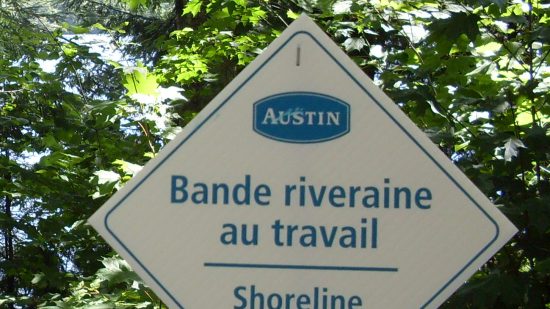 AUSTIN
Bande riveraine
au travail
Shoreline